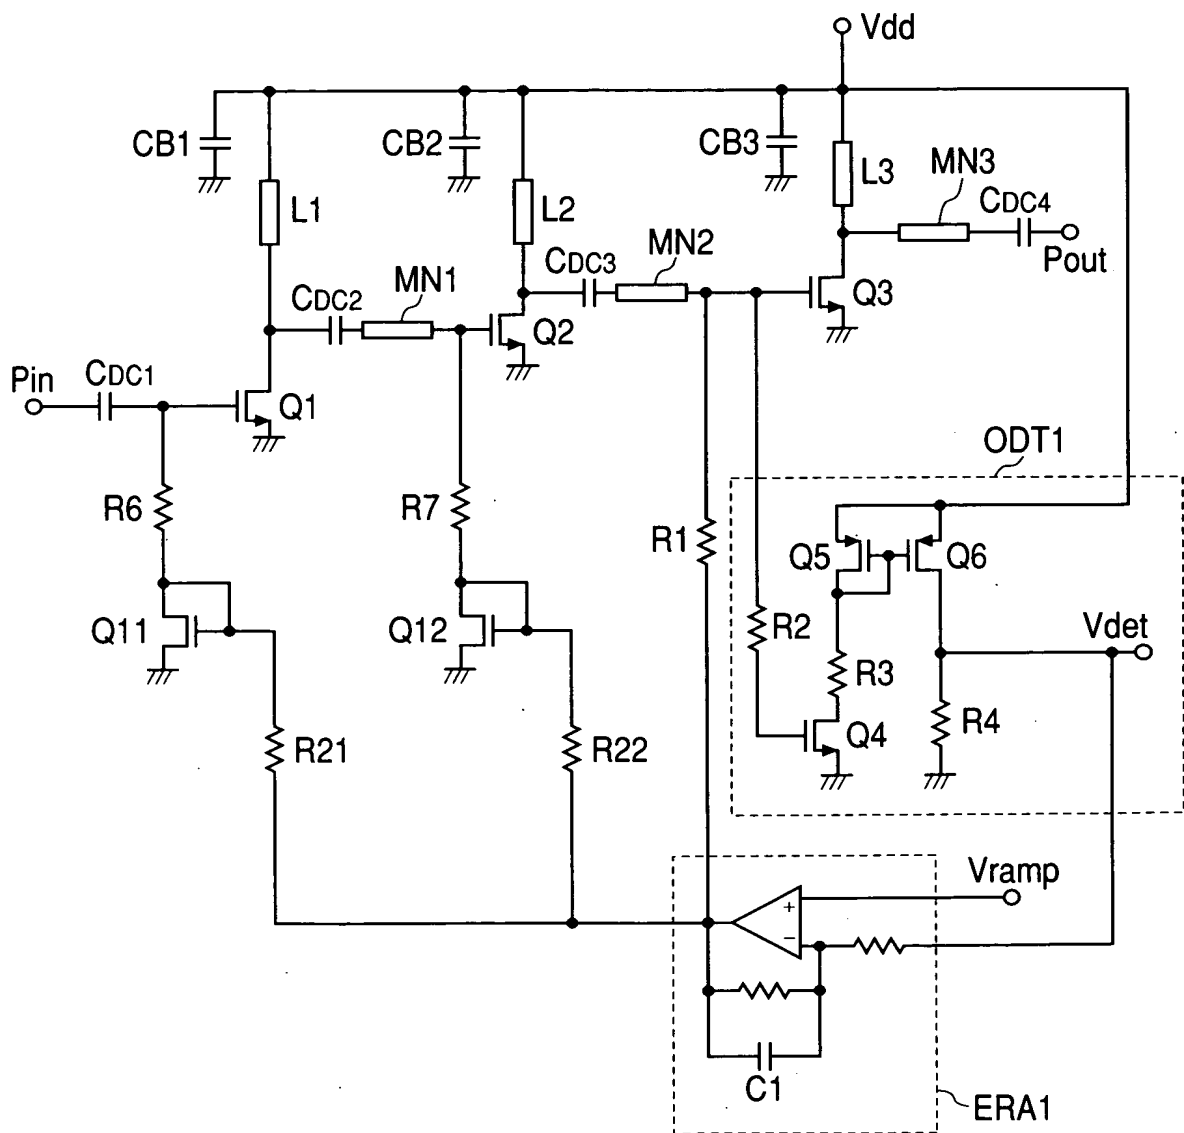 Vdd
CB1
CB2
CB3
L1
L2
L3
MN3
CDC4
Pout
MN2
CDC3
MN1
CDC2
Q3
Q2
Pin
CDC1
Q1
ODT1
R6
R7
R1
Q5
Q6
R2
Vdet
Q11
Q12
R3
R4
Q4
R21
R22
Vramp
+
−
C1
ERA1